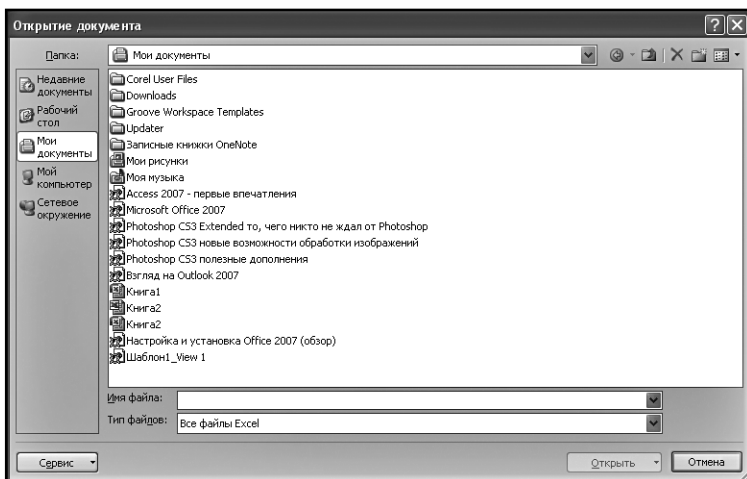 Открытие документа
Папка:
Мои документы
Недавние
документы
Рабочий
стол
Мои
документы
Мой
компьютер
Сетевое
окружение
Corel User Files
Downloads
Groove Workspace Templates
Updater
Записные книжки OneNote
Мои рисунки
Моя музыка
Access 2007 - первые впечатления
Microsoft Office 2007
Photoshop CS3 Extended то, чего никто не ждал от Photoshop
Photoshop CS3 новые возможности обработки изображений
Photoshop CS3 полезные дополнения
Взгляд на Outlook 2007
Книга1
Книга2
Книга2
Настройка и установка Office 2007 (обзор)
Шаблон1_View 1
Имя файла:
Тип файлов:
Все файлы Excel
Сервис
Открыть
Отмена